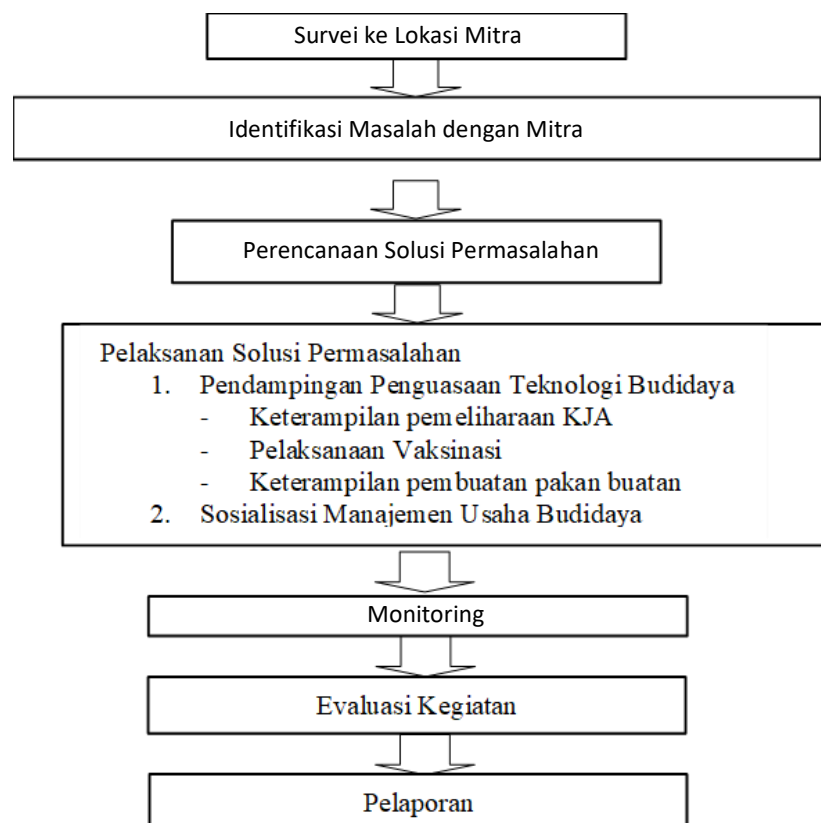 Survei ke Lokasi Mitra
Identifikasi Masalah dengan Mitra
Perencanaan Solusi Permasalahan
Pelaksanan Solusi Permasalahan
1. Pendampingan Penguasaan Teknologi Budidaya
- Keterampilan pemeliharaan KJA
- Pelaksanaan Vaksinasi
- Keterampilan pembuatan pakan buatan
2. Sosialisasi Manajemen Usaha Budidaya
Monitoring
Evaluasi Kegiatan
Pelaporan